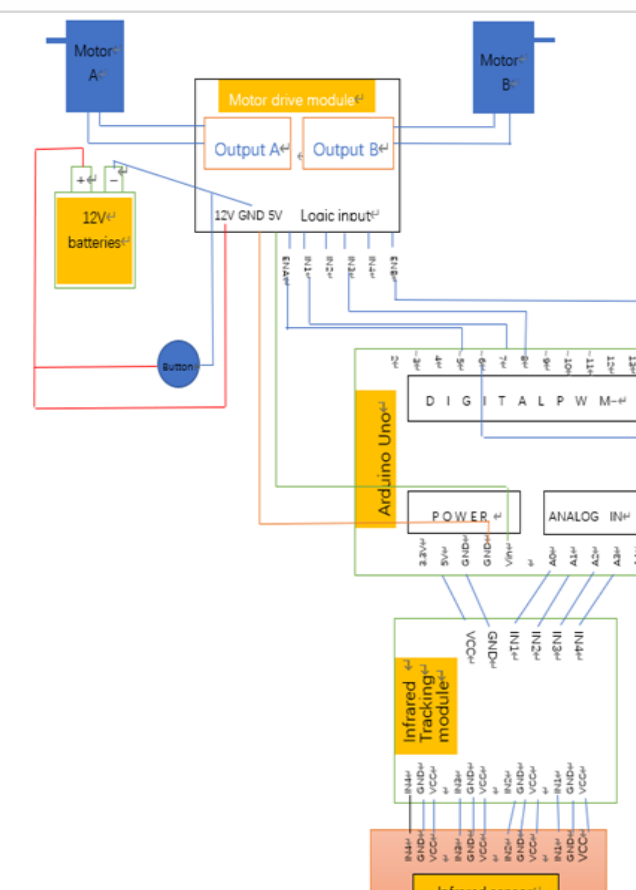 Motor
A
Motor
B
Motor drive module
Output A
Output B
+
−
12V
batteries
12V GND 5V
Logic input
ENA
IN1
IN2
IN3
IN4
ENB
Button
2
~3
4
~5
~6
7
8
~9
~10
~11
12
13
DIGITALPWM~
Arduino Uno
POWER
ANALOG IN
3.3V
5V
GND
GND
Vin
A0
A1
A2
A3
VCC
GND
IN1
IN2
IN3
IN4
Infrared
Tracking
module
IN4
GND
VCC
IN3
GND
VCC
IN2
GND
VCC
IN1
GND
VCC
IN4
GND
VCC
IN3
GND
VCC
IN2
GND
VCC
IN1
GND
VCC